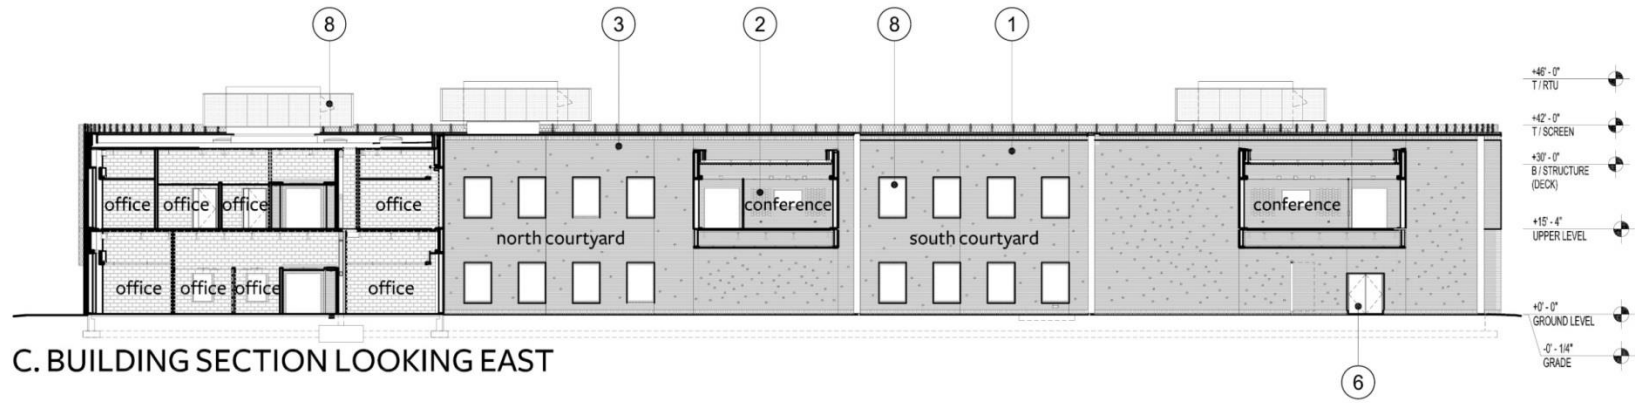 8
3
2
8
1
+46' - 0"
T / RTU
+42' - 0"
T / SCREEN
+30' - 0"
B / STRUCTURE
(DECK)
office
office
office
office
conference
conference
+15' - 4"
UPPER LEVEL
north courtyard
south courtyard
office
office
office
office
+0' - 0"
GROUND LEVEL
-0' - 1/4"
GRADE
C. BUILDING SECTION LOOKING EAST
6